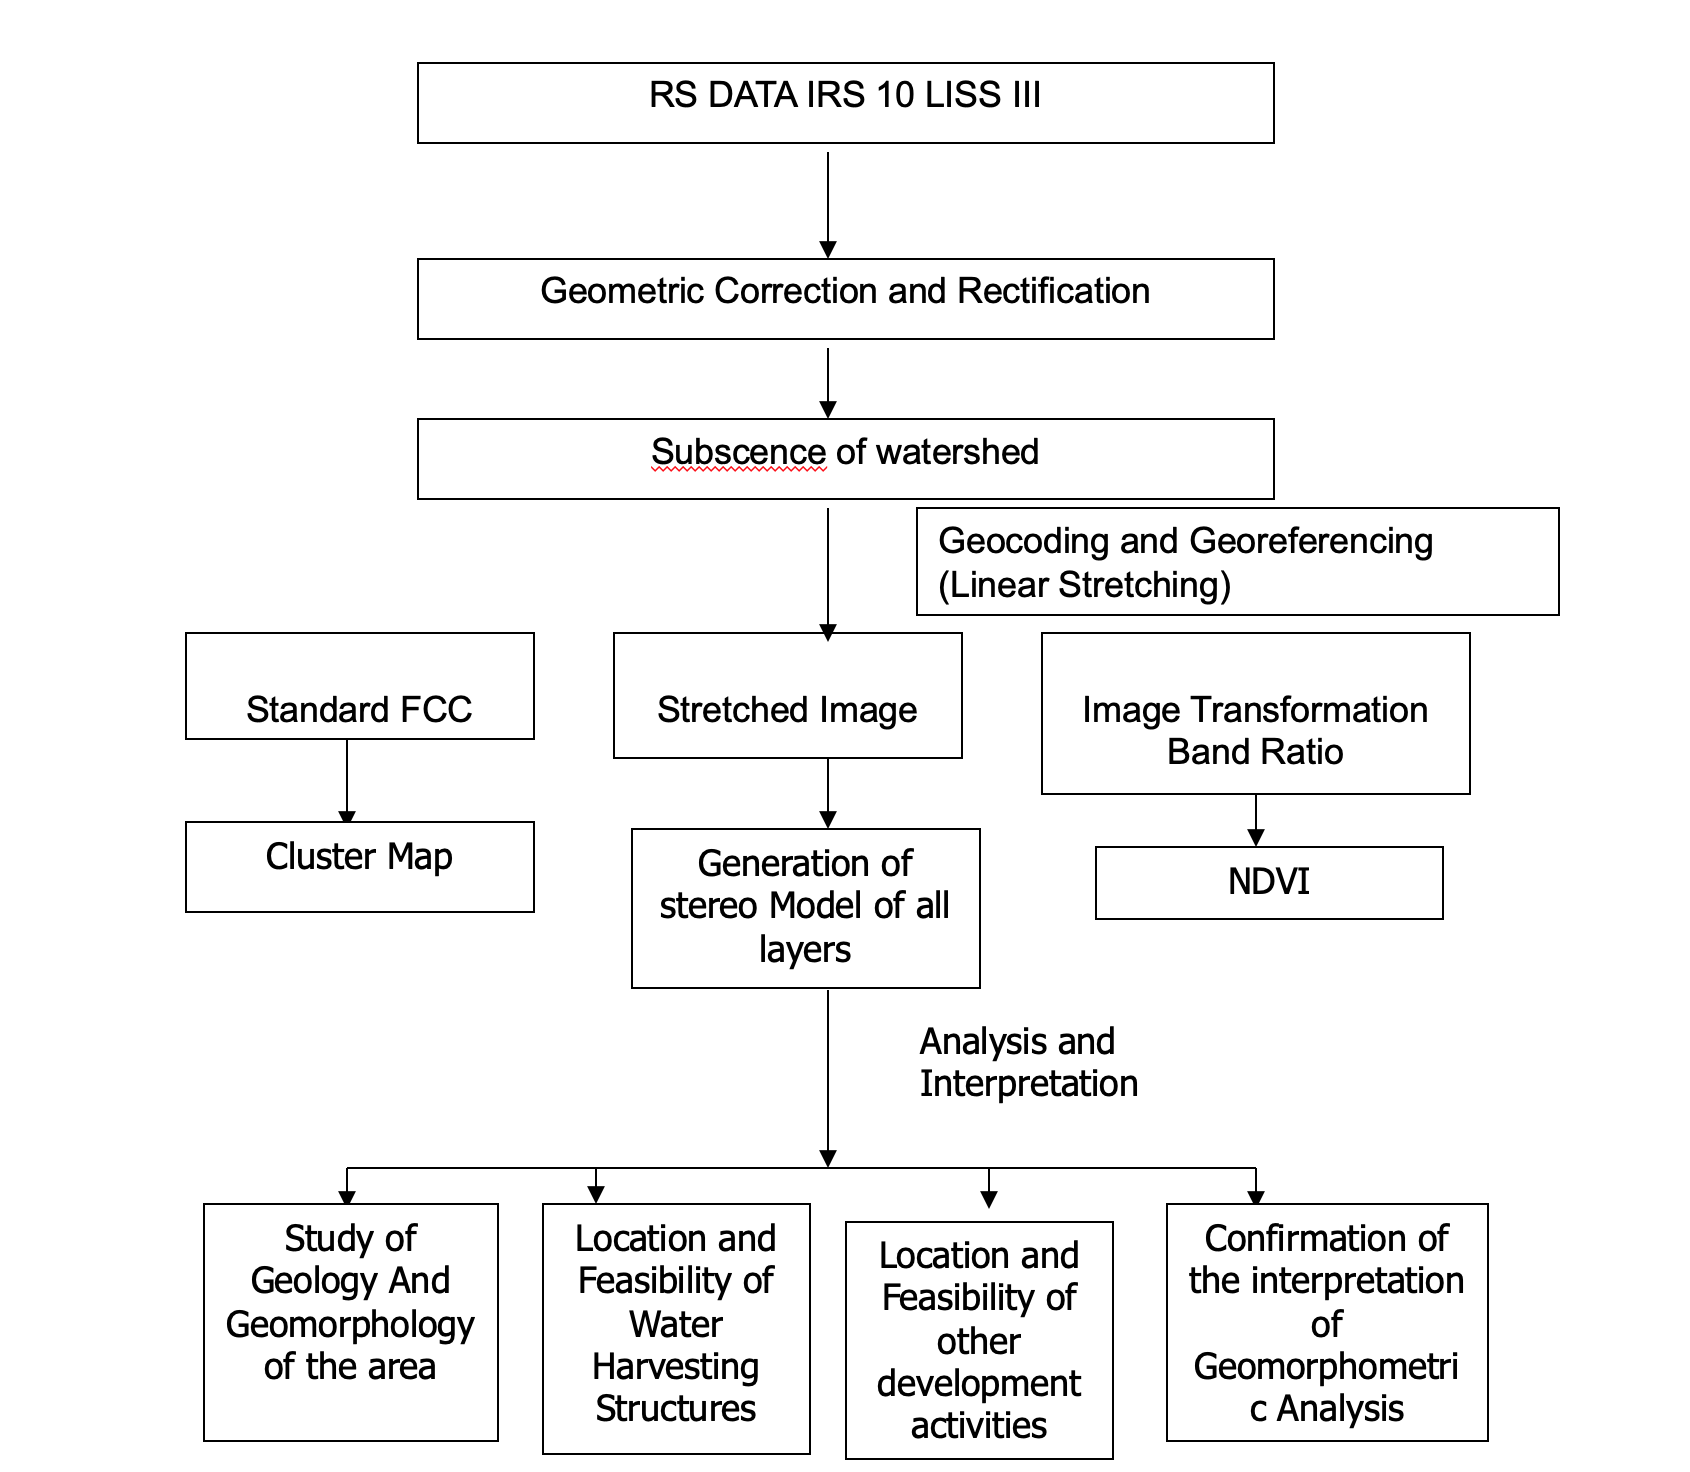 RS DATA IRS 10 LISS III
Geometric Correction and Rectification
Subscence of watershed
Geocoding and Georeferencing
(Linear Stretching)
Standard FCC
Stretched Image
Image Transformation
Band Ratio
Cluster Map
Generation of
stereo Model of all
layers
NDVI
Analysis and
Interpretation
Study of
Geology And
Geomorphology
of the area
Location and
Feasibility of
Water
Harvesting
Structures
Location and
Feasibility of
other
development
activities
Confirmation of
the interpretation
of
Geomorphometri
c Analysis